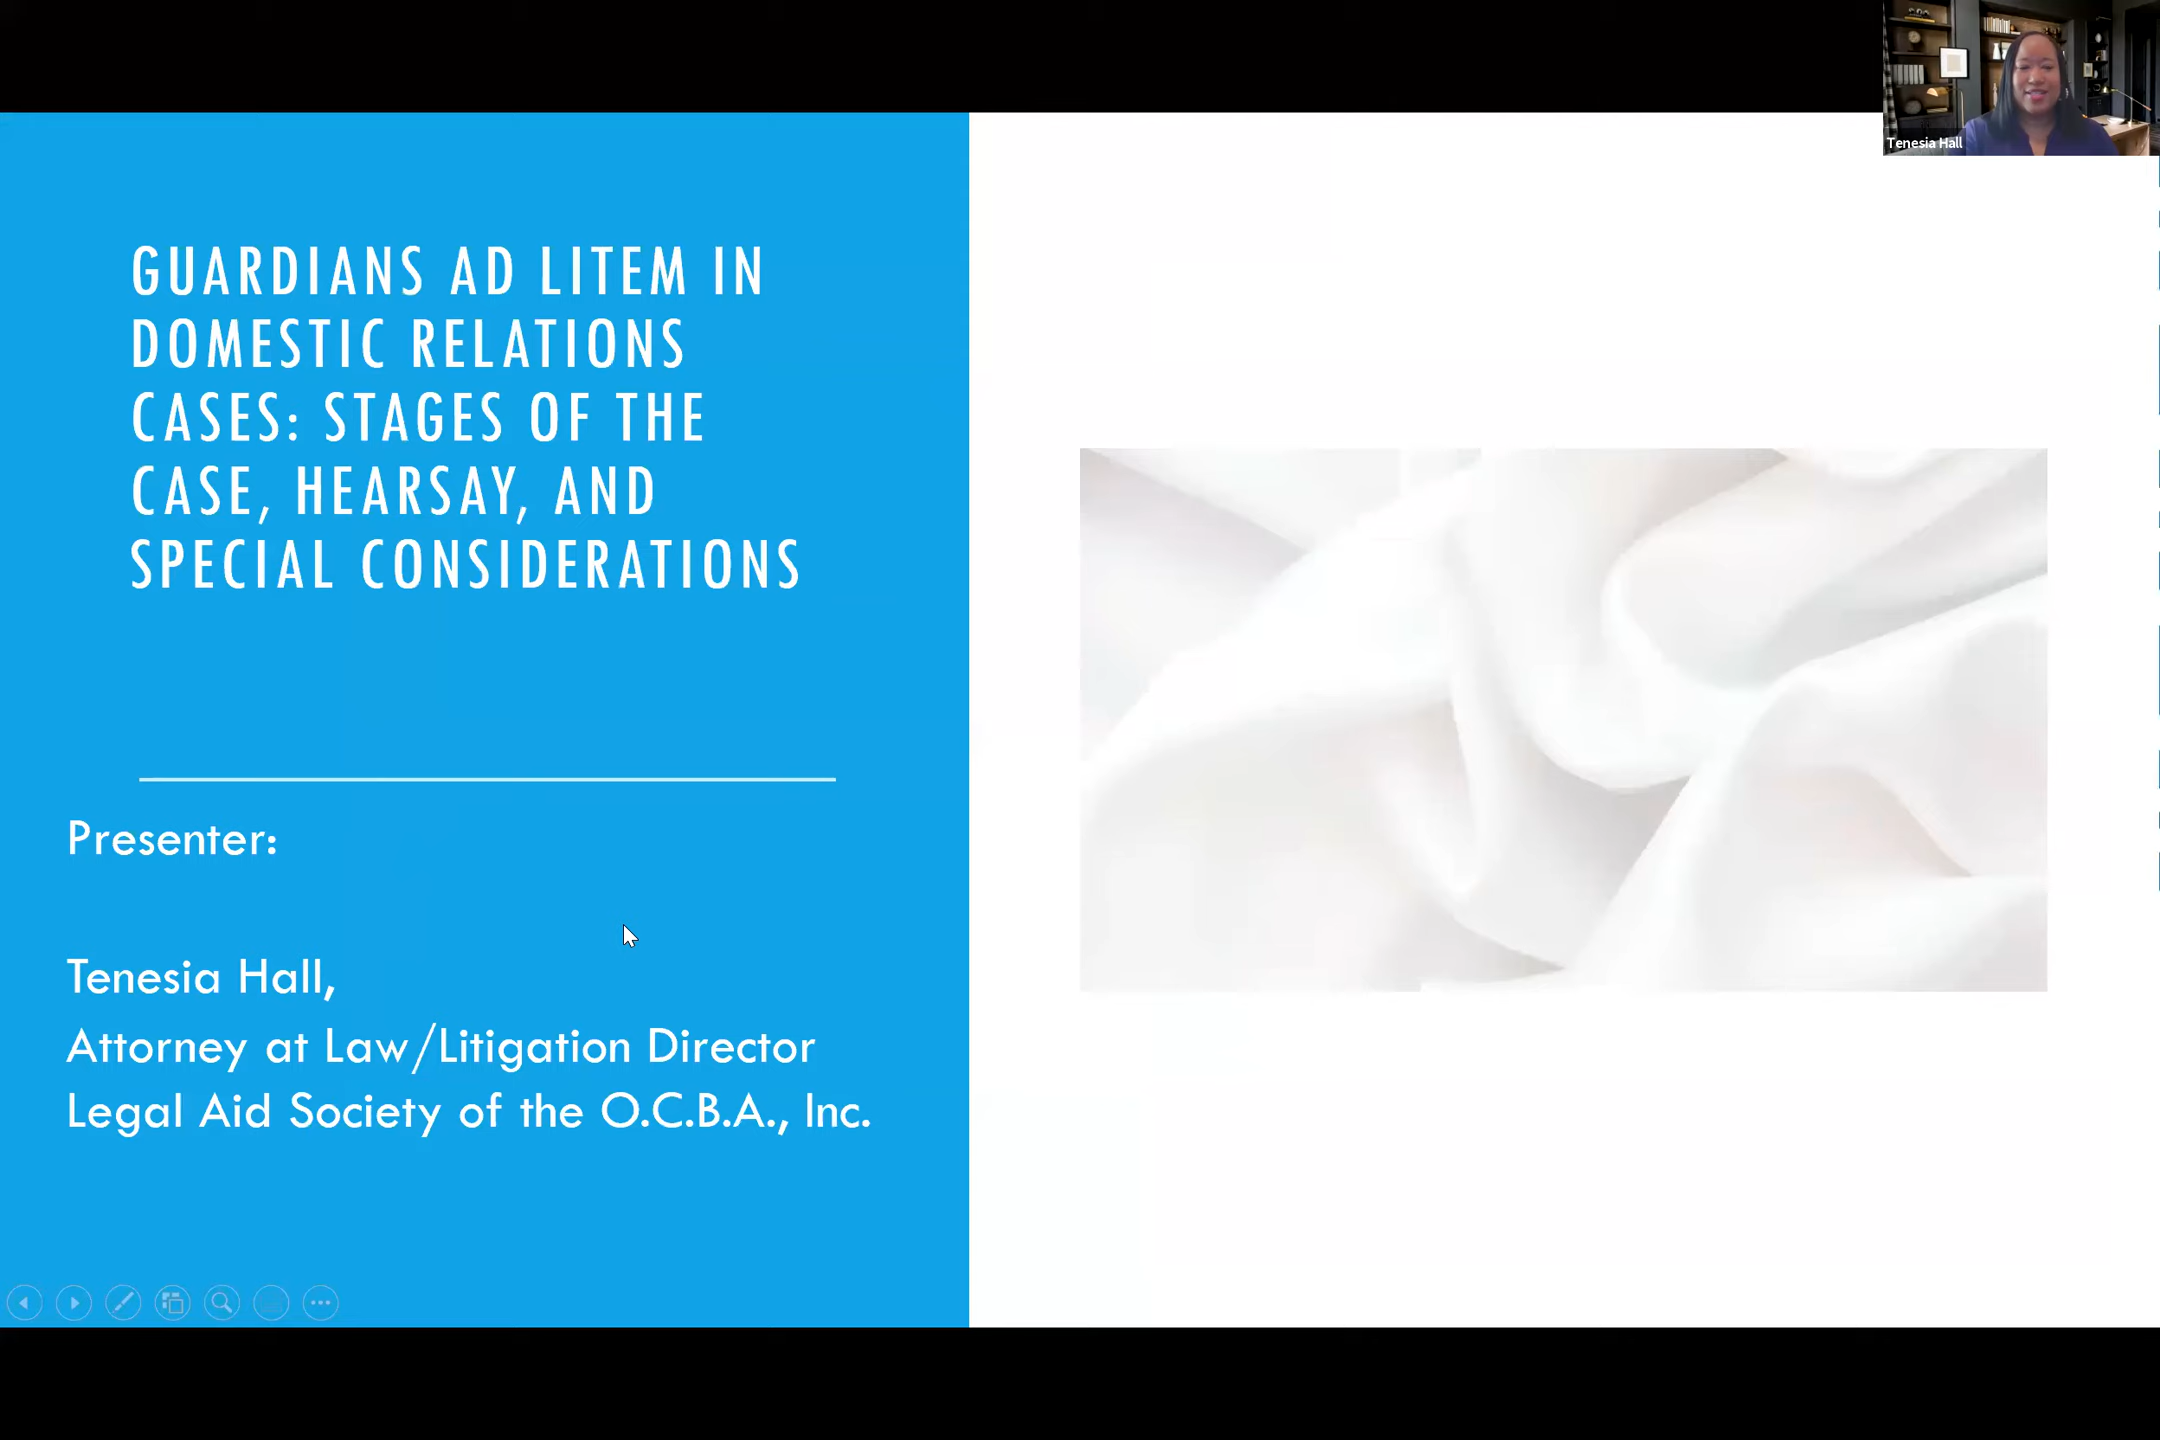 Tenesia Hall
GUARDIANS AD LITEM IN
DOMESTIC RELATIONS
CASES: STAGES OF THE
CASE, HEARSAY, AND
SPECIAL CONSIDERATIONS
Presenter:
Tenesia Hall,
Attorney at Law/Litigation Director
Legal Aid Society of the O.C.B.A., Inc.